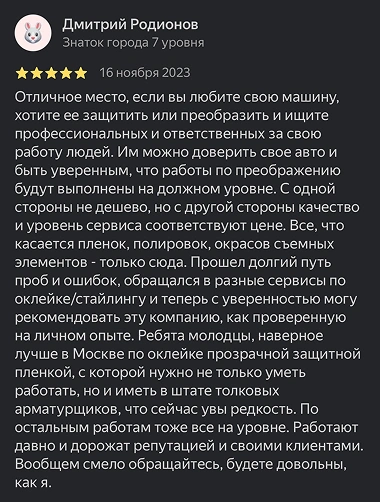 Дмитрий Родионов
Знаток города 7 уровня
16 ноября 2023
Отличное место, если вы любите свою машину,
хотите ее защитить или преобразить и ищите
профессиональных и ответственных за свою
работу людей. Им можно доверить свое авто и
быть уверенным, что работы по преображению
будут выполнены на должном уровне. С одной
стороны не дешево, но с другой стороны качество
и уровень сервиса соответствуют цене. Все, что
касается пленок, полировок, окрасов съемных
элементов - только сюда. Прошел долгий путь
проб и ошибок, обращался в разные сервисы по
оклейке/стайлингу и теперь с уверенностью могу
рекомендовать эту компанию, как проверенную
на личном опыте. Ребята молодцы, наверное
лучше в Москве по оклейке прозрачной защитной
пленкой, с которой нужно не только уметь
работать, но и иметь в штате толковых
арматурщиков, что сейчас увы редкость. По
остальным работам тоже все на уровне. Работают
давно и дорожат репутацией и своими клиентами.
Вообщем смело обращайтесь, будете довольны,
как я.